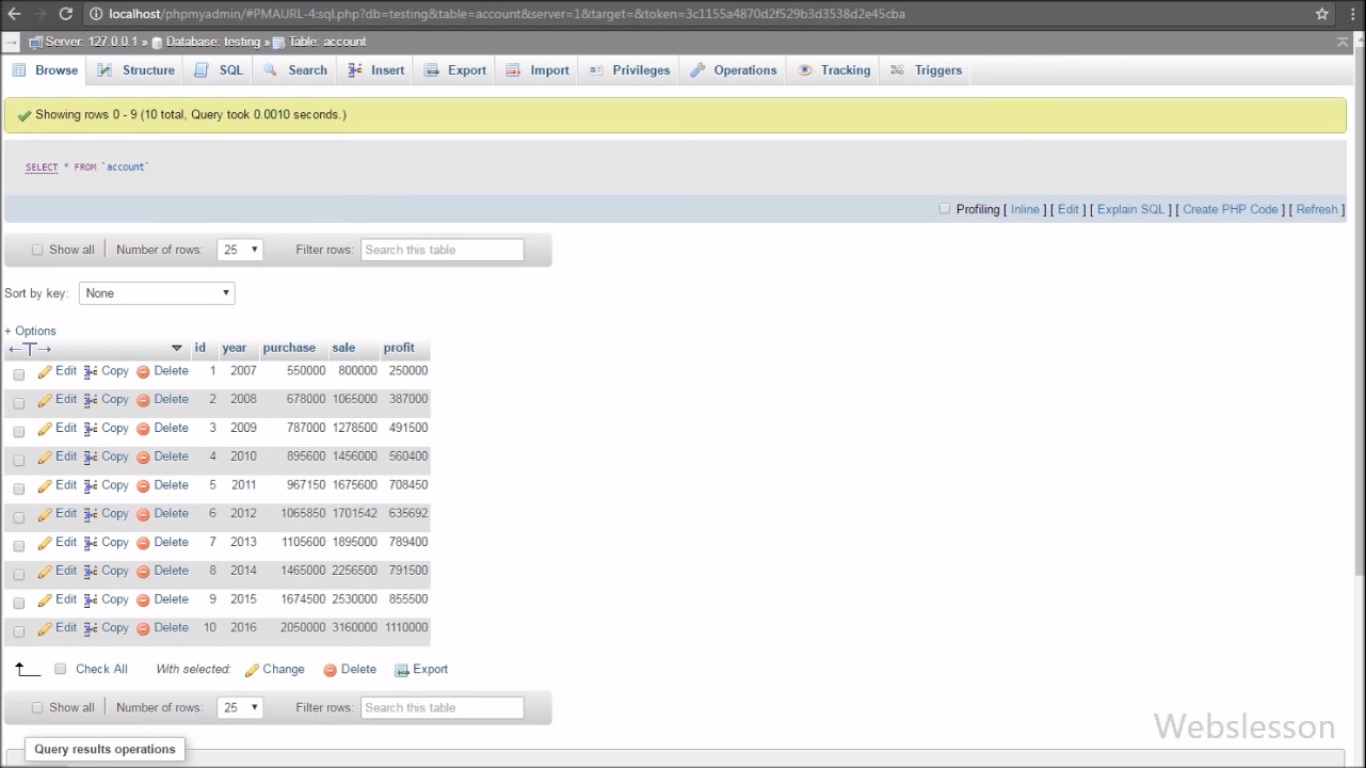 localhost/phpmyadmin/#PMAURL-4:sql.php?db=testing&table=account&server=1&target=&token=3c1155a4870d2f529b3d3538d2e45cba
Server: 127.0.0.1 » Database: testing » Table: account
Browse Structure SQL Search Insert Export Import Privileges Operations Tracking Triggers
Showing rows 0 - 9 (10 total, Query took 0.0010 seconds.)
SELECT * FROM `account`
Profiling [ Inline ] [ Edit ] [ Explain SQL ] [ Create PHP Code ] [ Refresh ]
Show all | Number of rows: 25 Filter rows: Search this table
Sort by key: None
+ Options
←T→ id year purchase sale profit
Edit Copy Delete 1 2007 550000 800000 250000
Edit Copy Delete 2 2008 678000 1065000 387000
Edit Copy Delete 3 2009 787000 1278500 491500
Edit Copy Delete 4 2010 895600 1456000 560400
Edit Copy Delete 5 2011 967150 1675600 708450
Edit Copy Delete 6 2012 1065850 1701542 635692
Edit Copy Delete 7 2013 1105600 1895000 789400
Edit Copy Delete 8 2014 1465000 2256500 791500
Edit Copy Delete 9 2015 1674500 2530000 855500
Edit Copy Delete 10 2016 2050000 3160000 1110000
Check All With selected: Change Delete Export
Show all | Number of rows: 25 Filter rows: Search this table
Webslesson
Query results operations